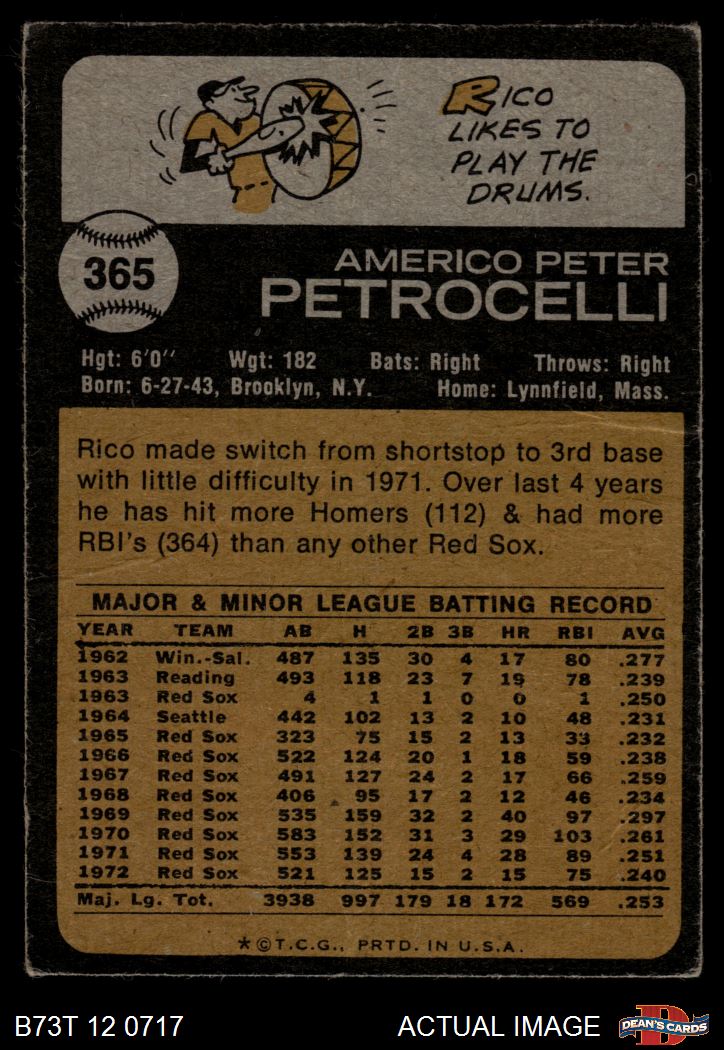 RICO
LIKES TO
PLAY THE
DRUMS.
365
AMERICO PETER
PETROCELLI
Hgt: 6'0'' Wgt: 182 Bats: Right Throws: Right
Born: 6-27-43, Brooklyn, N.Y. Home: Lynnfield, Mass.
Rico made switch from shortstop to 3rd base
with little difficulty in 1971. Over last 4 years
he has hit more Homers (112) & had more
RBI's (364) than any other Red Sox.
MAJOR & MINOR LEAGUE BATTING RECORD
YEAR TEAM AB H 2B 3B HR RBI AVG
1962 Win.-Sal. 487 135 30 4 17 80 .277
1963 Reading 493 118 23 7 19 78 .239
1963 Red Sox 4 1 1 0 0 1 .250
1964 Seattle 442 102 13 2 10 48 .231
1965 Red Sox 323 75 15 2 13 33 .232
1966 Red Sox 522 124 20 1 18 59 .238
1967 Red Sox 491 127 24 2 17 66 .259
1968 Red Sox 406 95 17 2 12 46 .234
1969 Red Sox 535 159 32 2 40 97 .297
1970 Red Sox 583 152 31 3 29 103 .261
1971 Red Sox 553 139 24 4 28 89 .251
1972 Red Sox 521 125 15 2 15 75 .240
Maj. Lg. Tot. 3938 997 179 18 172 569 .253
*©T.C.G., PRTD. IN U.S.A.
B73T 12 0717 ACTUAL IMAGE D DEAN'S CARDS